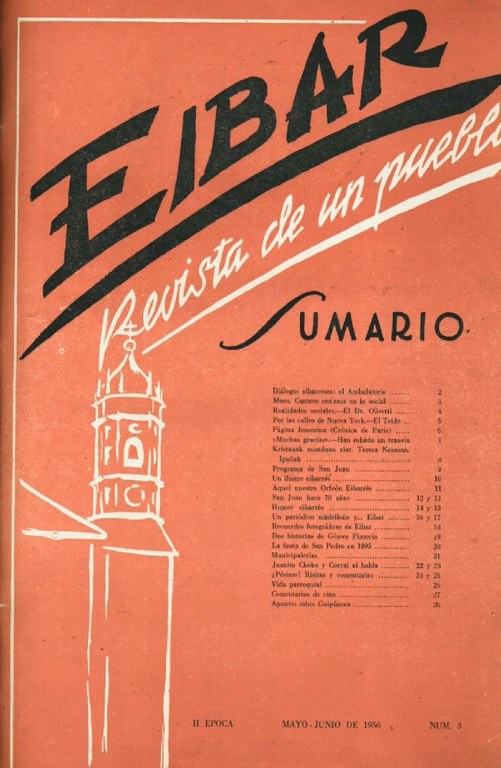 EIBAR
Revista de un pueblo
SUMARIO
Diálogos eibarreses: el Ambulatorio ........ 2
Mons. Cantero en lo social ........ 3
Realidades sociales.—El Dr. Olivetti ..... 4
Por las calles de Nueva York.—El Teide ... 5
Página femenina (Crónica de París) ..... 6
«Muchas gracias».—Han robado un tranvía 7
Kristauak munduan ziar. Teresa Neuman,
Ipuñak ........ 8
Programa de San Juan ........ 9
Un ilustre eibarrés ........ 10
Aquel nuestro Orfeón Eibarrés ........ 11
San Juan hace 70 años ........ 12 y 13
Humor eibarrés ........ 14 y 15
Un periódico madrileño y... Eibar ........ 16 y 17
Recuerdos fotográficos de Eibar ........ 18
Dos historias de Gómez Pizzocia ........ 19
La fiesta de San Pedro en 1895 ........ 20
Municipalerías ........ 21
Juanito Choko y Corral al habla ........ 22 y 23
¡Pésimo! Risitas y comentarios ........ 24 y 25
Vida parroquial ........ 26
Comentarios de cine ........ 27
Apuntes sobre Guipúzcoa ........ 28
II EPOCA MAYO - JUNIO DE 1956 NUM. 3